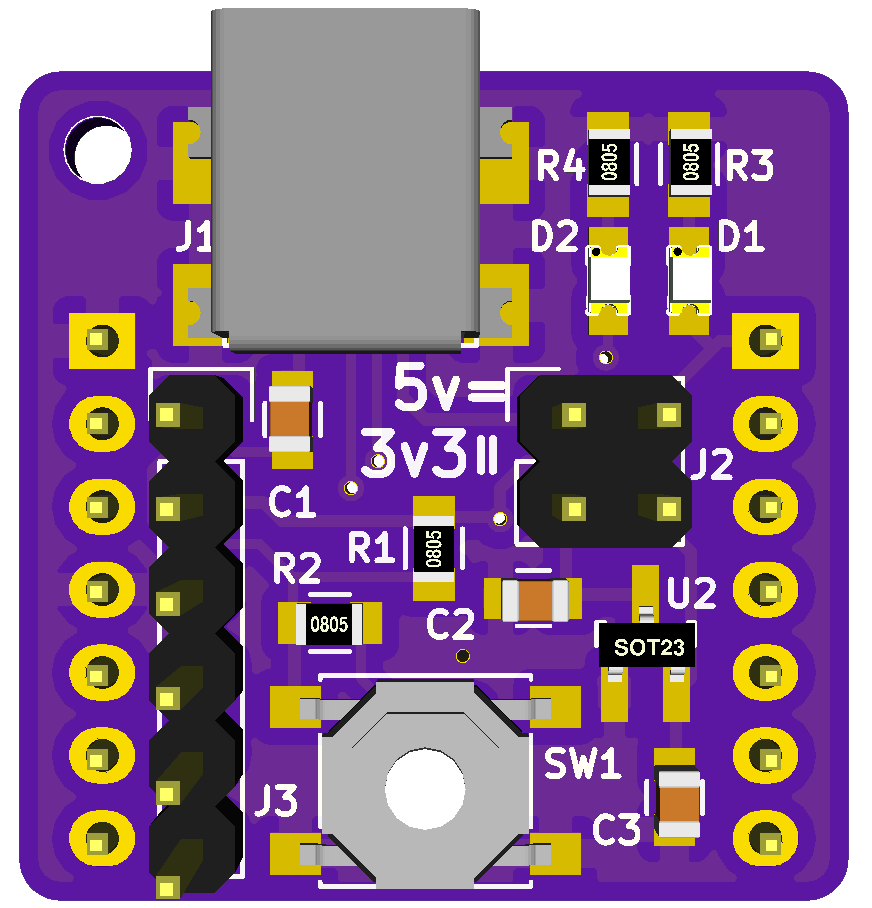 R4 0805 0805 R3
J1 D2 D1
5v=
3v3 ॥
J2
C1
R1 0805
R2
0805
C2
U2
SOT23
SW1
J3
C3